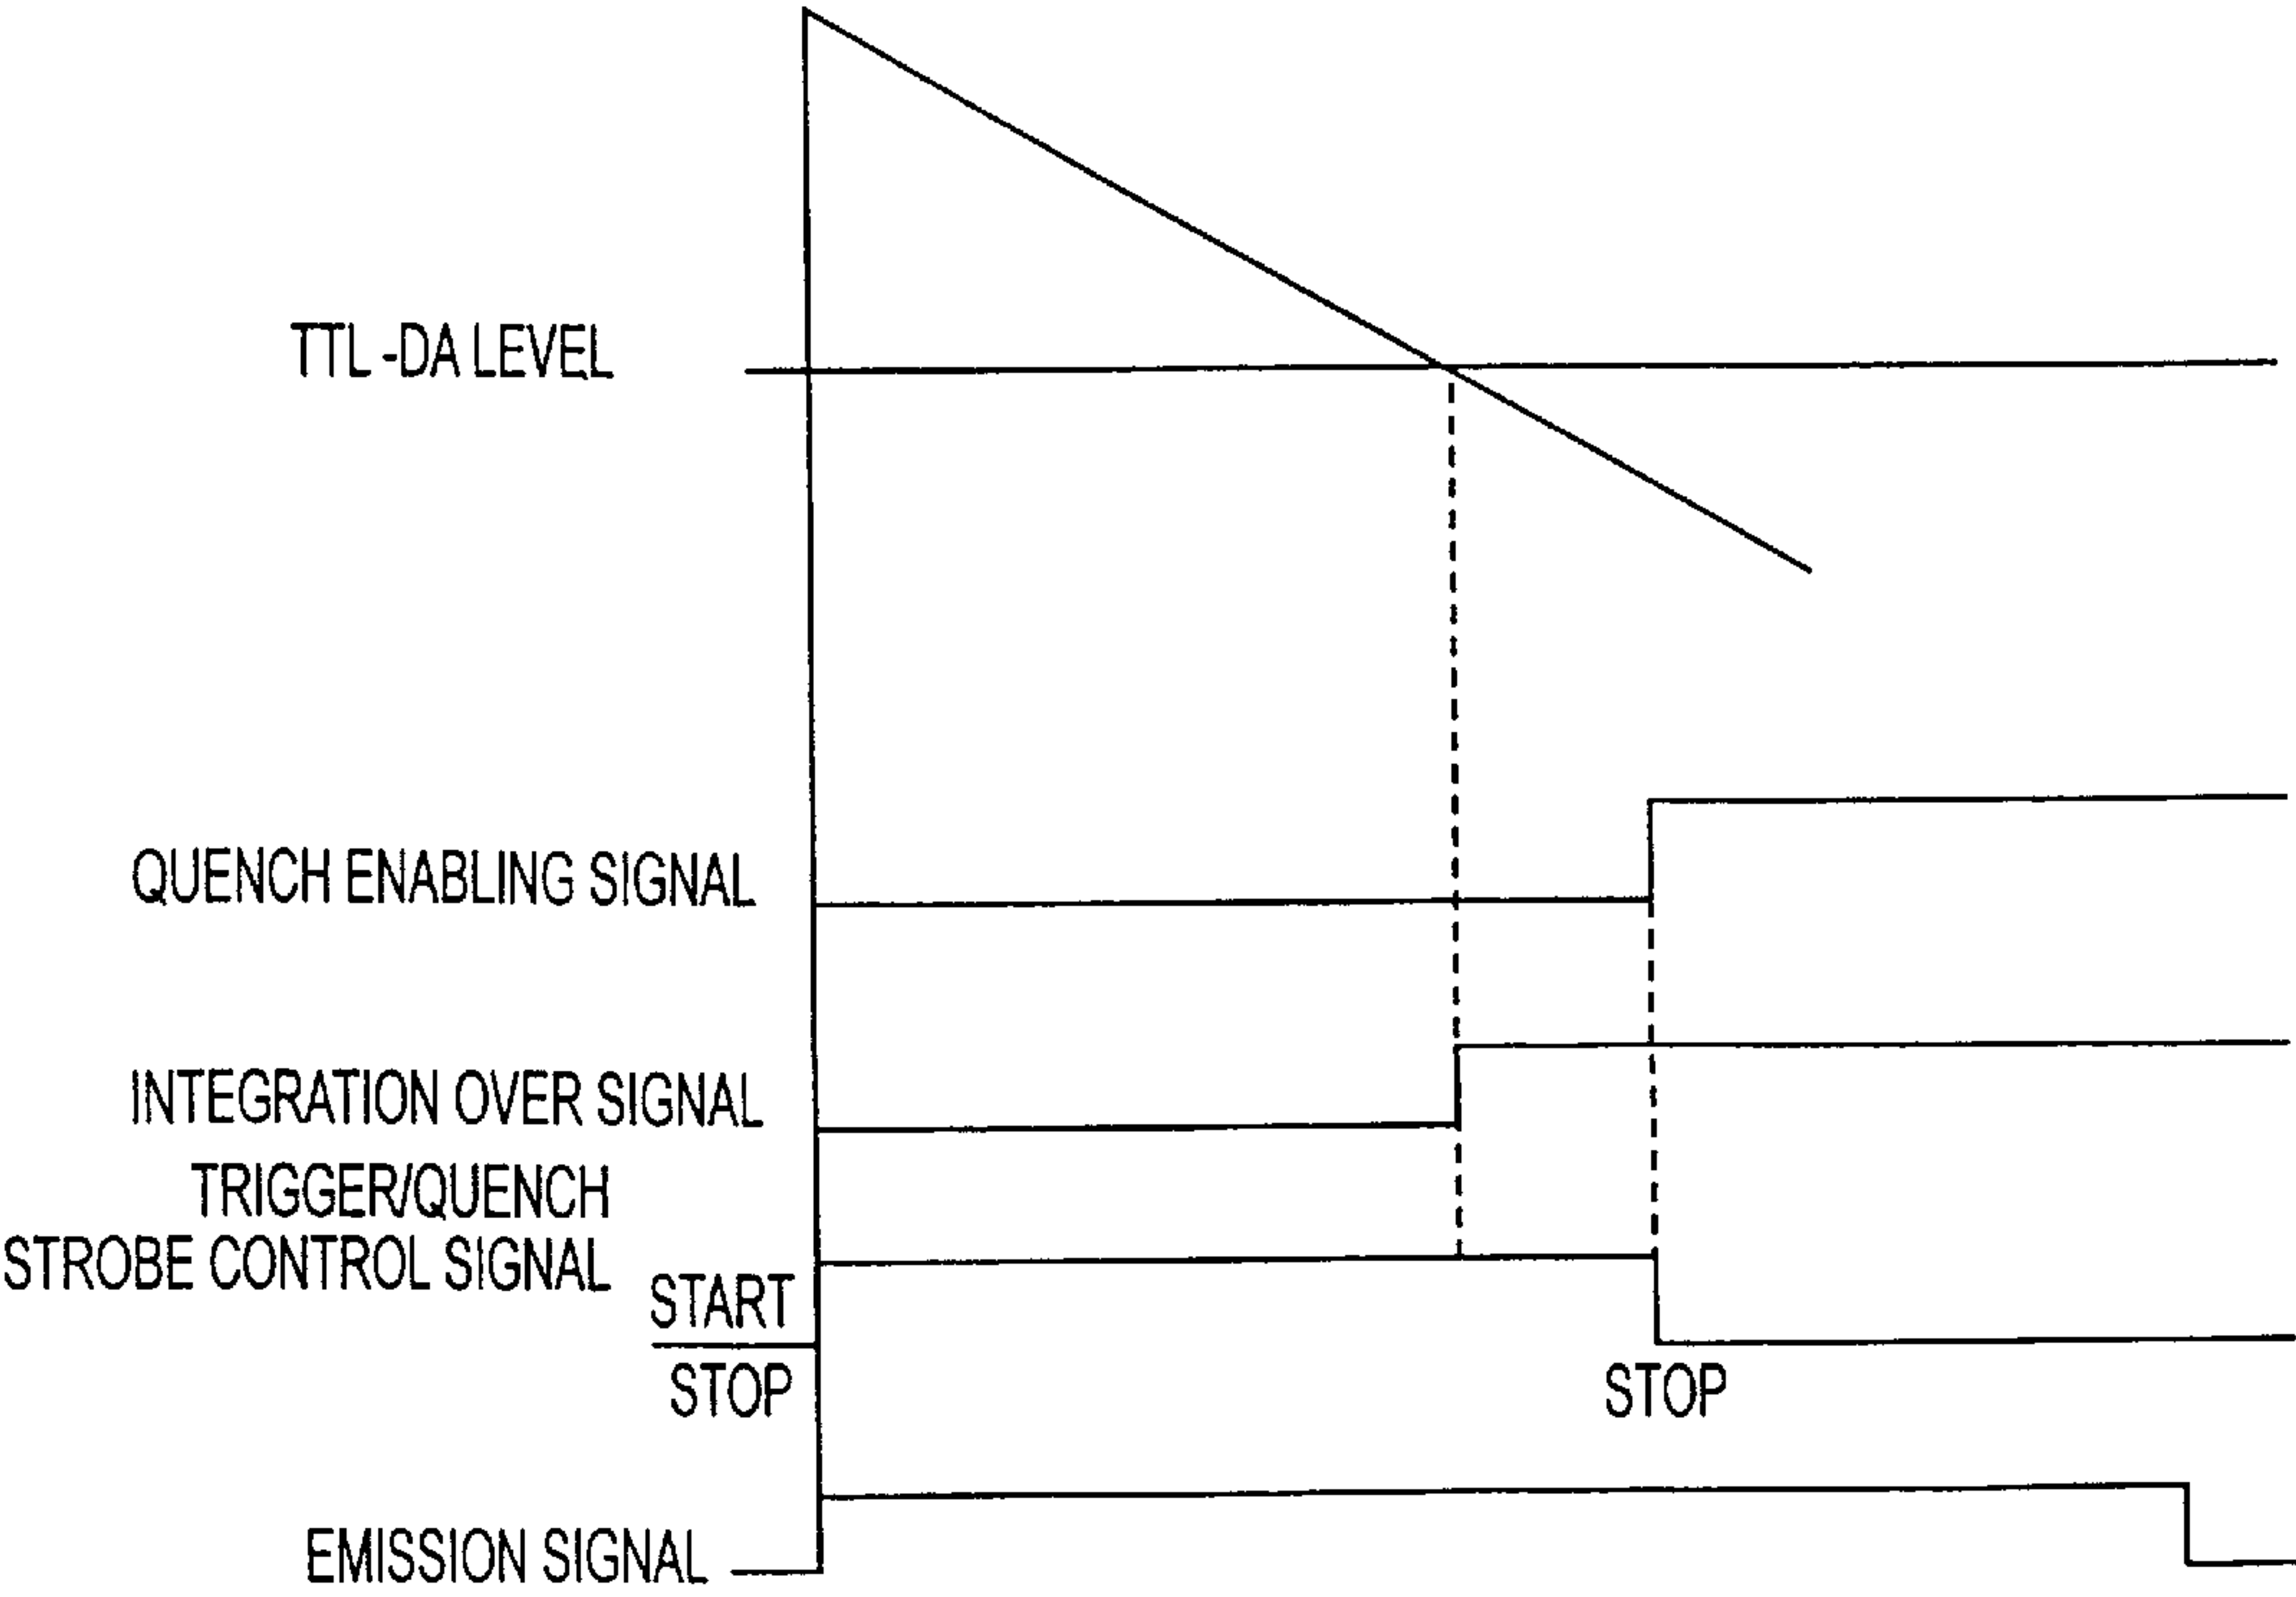 TTL -DA LEVEL
QUENCH ENABLING SIGNAL
INTEGRATION OVER SIGNAL
TRIGGER/QUENCH
STROBE CONTROL SIGNAL
START
STOP
STOP
EMISSION SIGNAL